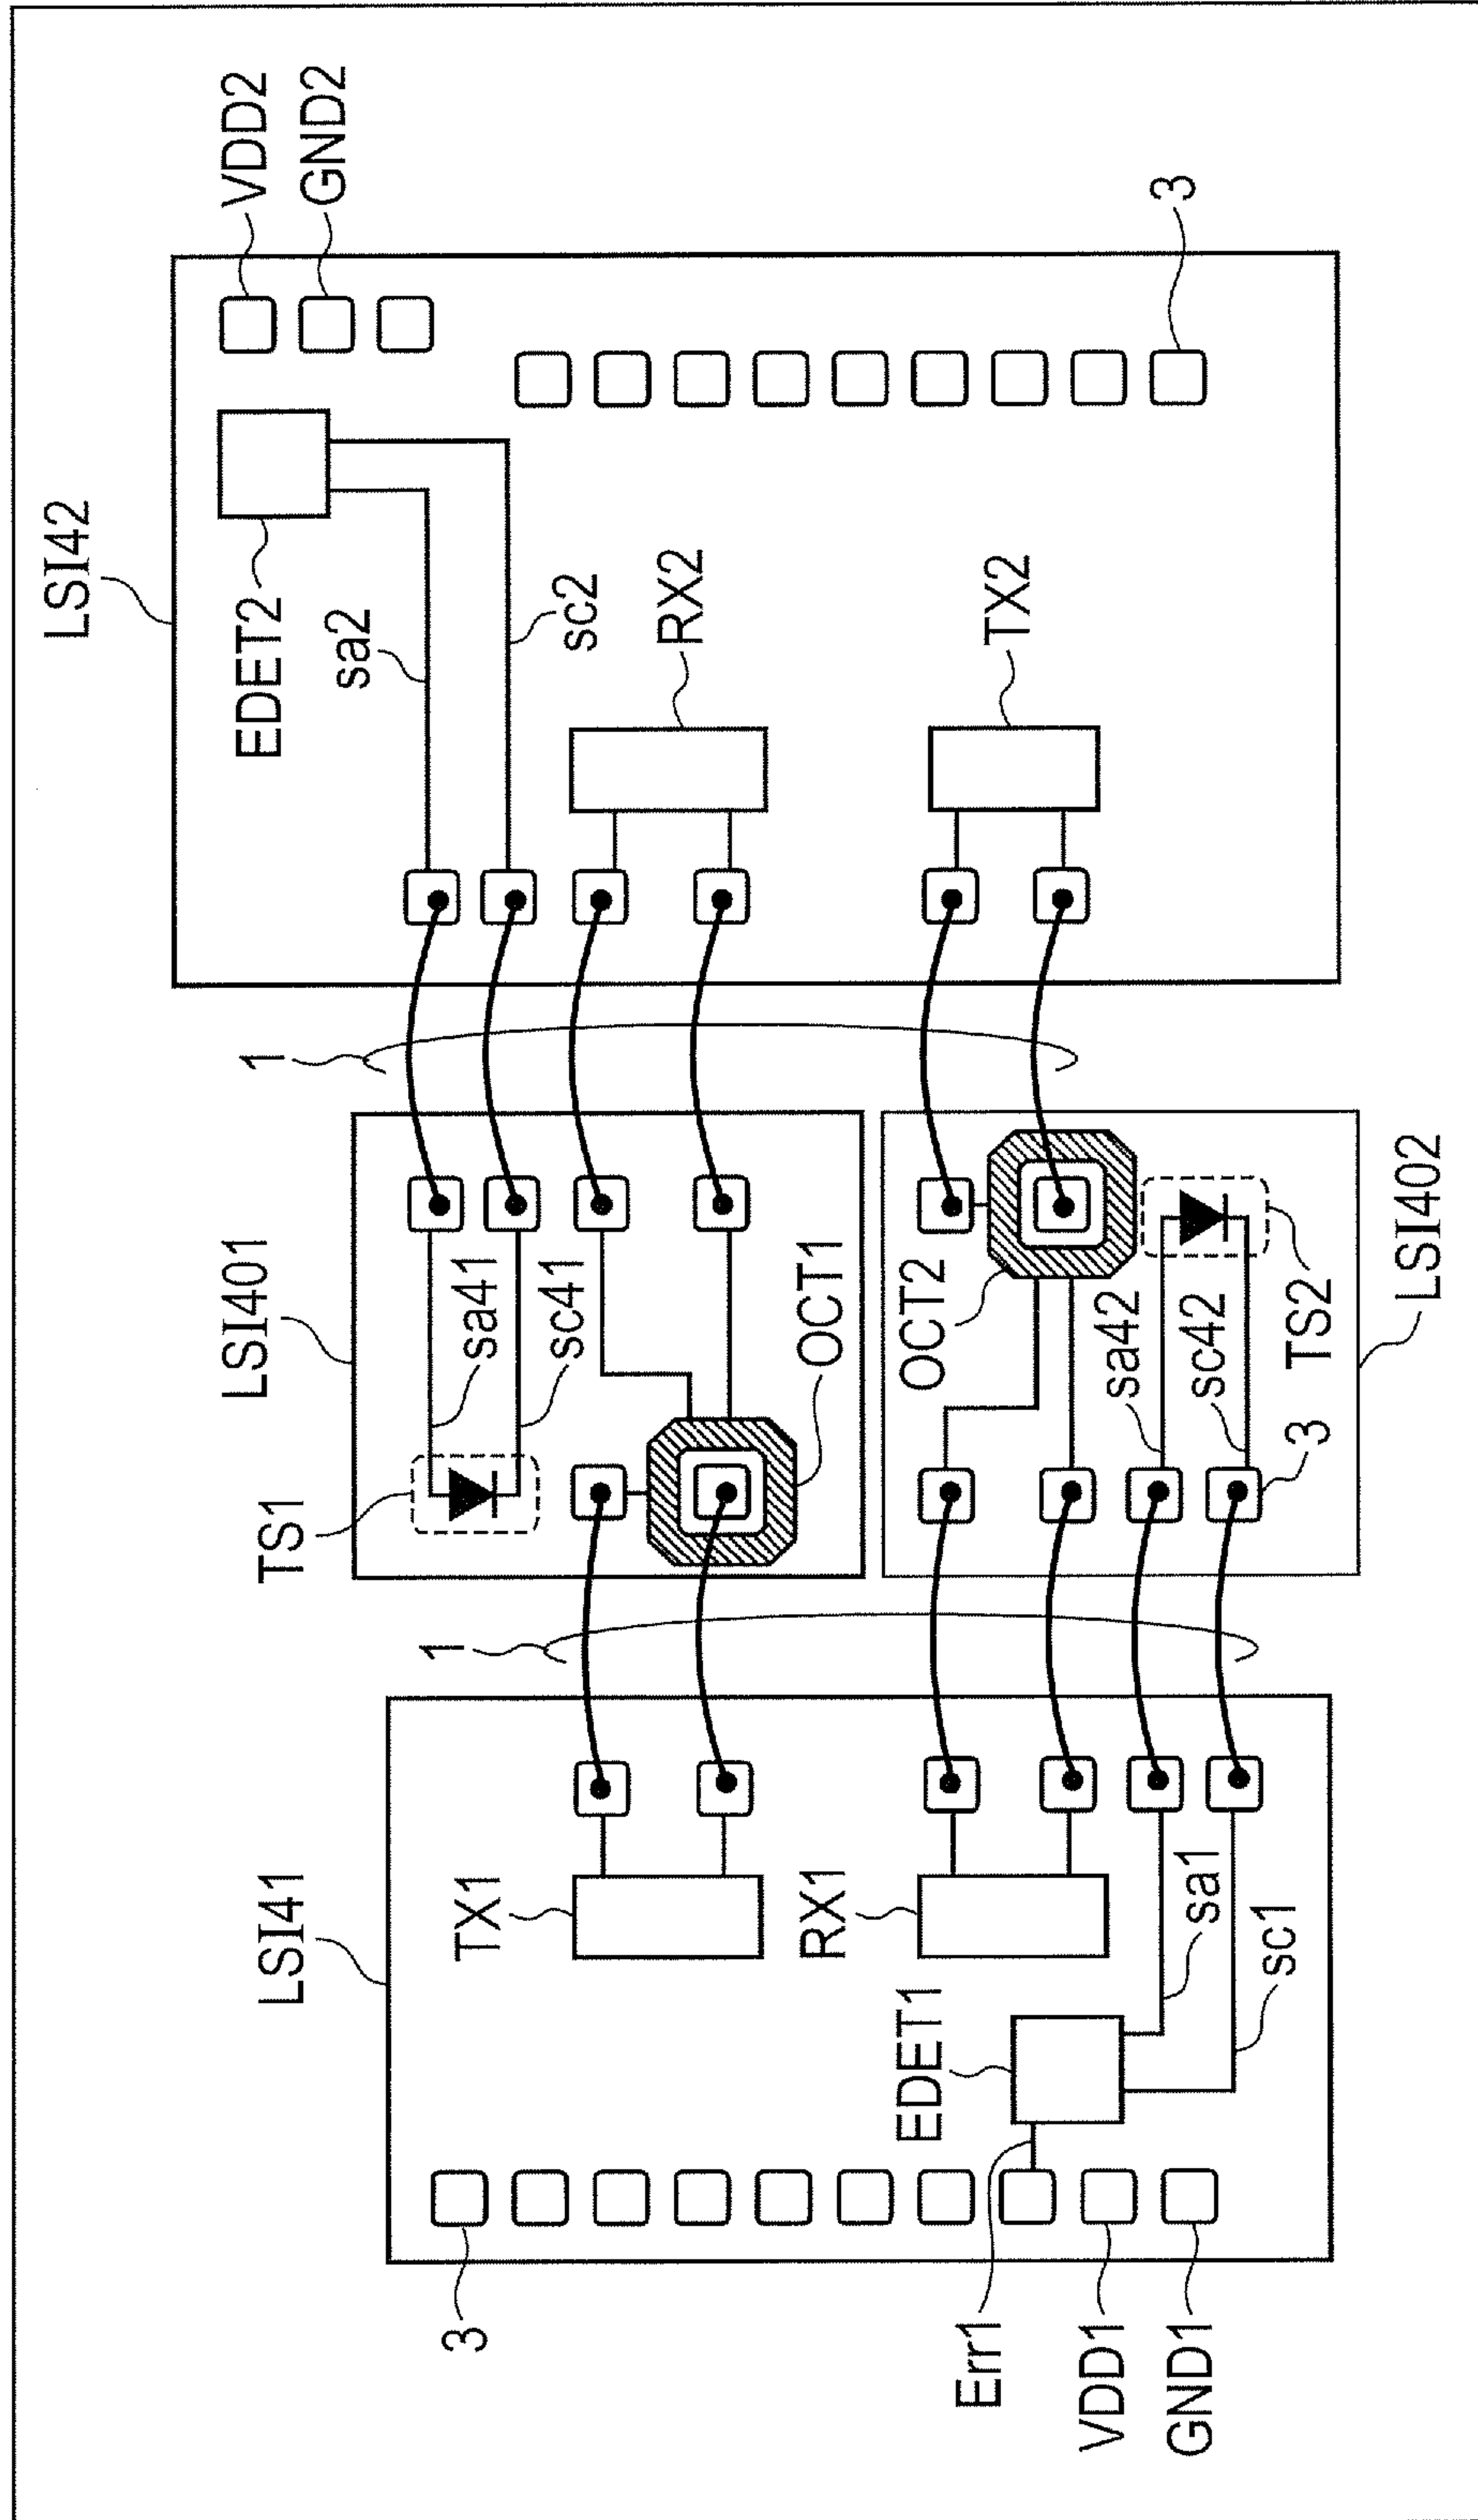 LSI41
LSI401
LSI42
TS1
TX1
1
1
EDET2
VDD2
GND2
sa41
sc41
sa2
sc2
3
RX2
OCT1
RX1
EDET1
OCT2
TX2
3
Err1
sa1
sa42
sc42
VDD1
sc1
3
TS2
GND1
LSI402